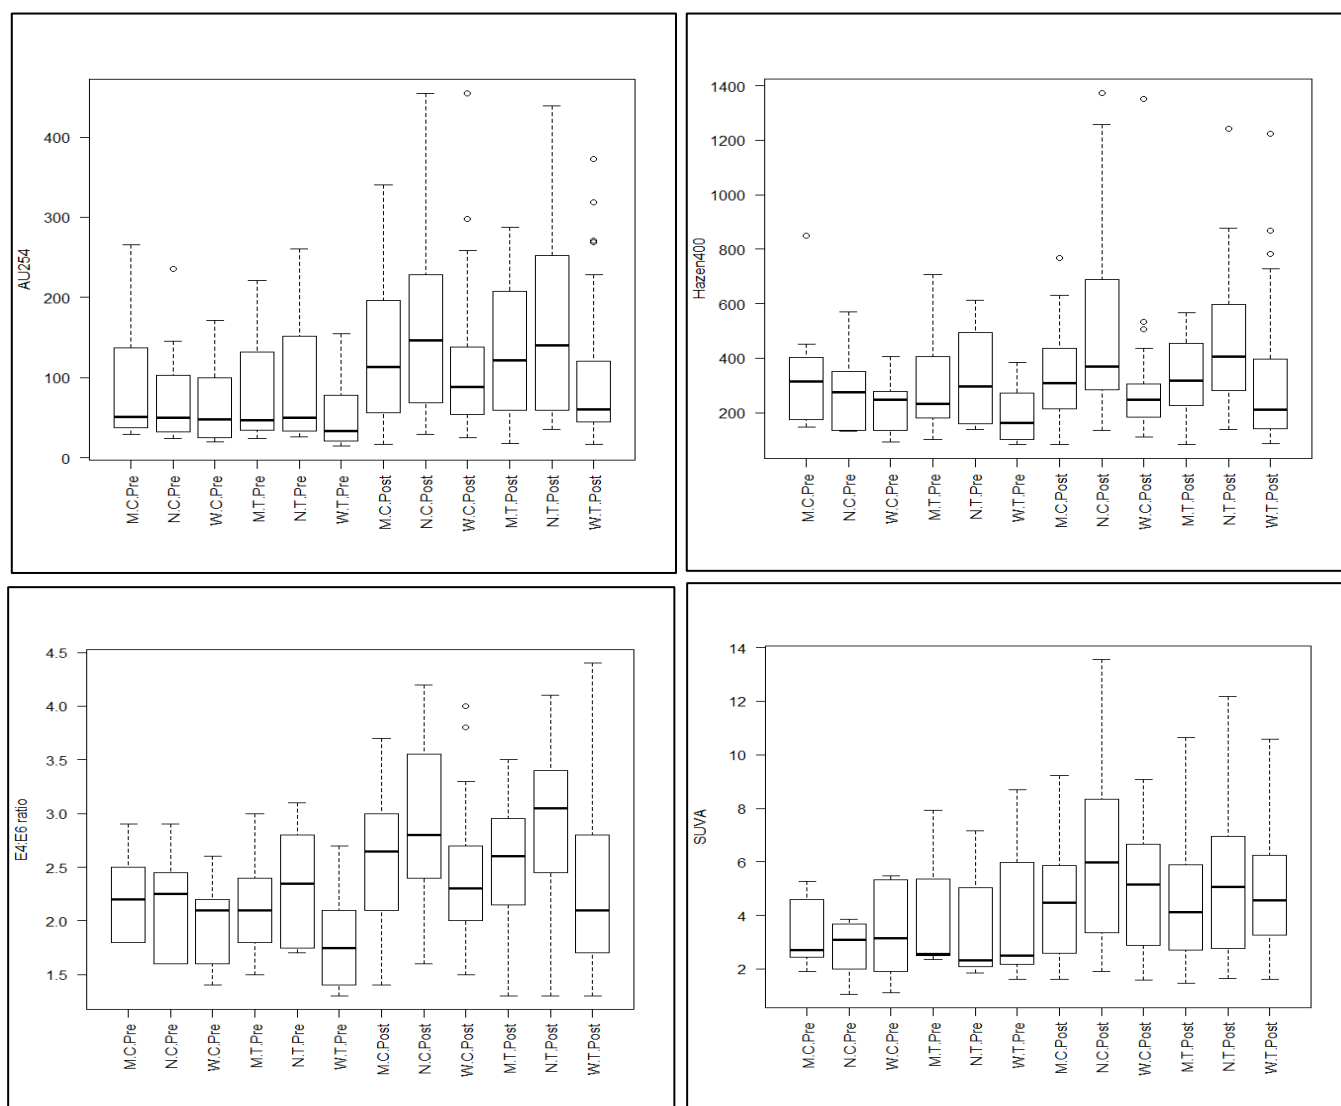 AU254
400
300
200
100
0
M.C.Pre
N.C.Pre
W.C.Pre
M.T.Pre
N.T.Pre
W.T.Pre
M.C.Post
N.C.Post
W.C.Post
M.T.Post
N.T.Post
W.T.Post
Hazen400
1400
1200
1000
800
600
400
200
M.C.Pre
N.C.Pre
W.C.Pre
M.T.Pre
N.T.Pre
W.T.Pre
M.C.Post
N.C.Post
W.C.Post
M.T.Post
N.T.Post
W.T.Post
E4:E6 ratio
4.5
4.0
3.5
3.0
2.5
2.0
1.5
M.C.Pre
N.C.Pre
W.C.Pre
M.T.Pre
N.T.Pre
W.T.Pre
M.C.Post
N.C.Post
W.C.Post
M.T.Post
N.T.Post
W.T.Post
SUVA
14
12
10
8
6
4
2
M.C.Pre
N.C.Pre
W.C.Pre
M.T.Pre
N.T.Pre
W.T.Pre
M.C.Post
N.C.Post
W.C.Post
M.T.Post
N.T.Post
W.T.Post